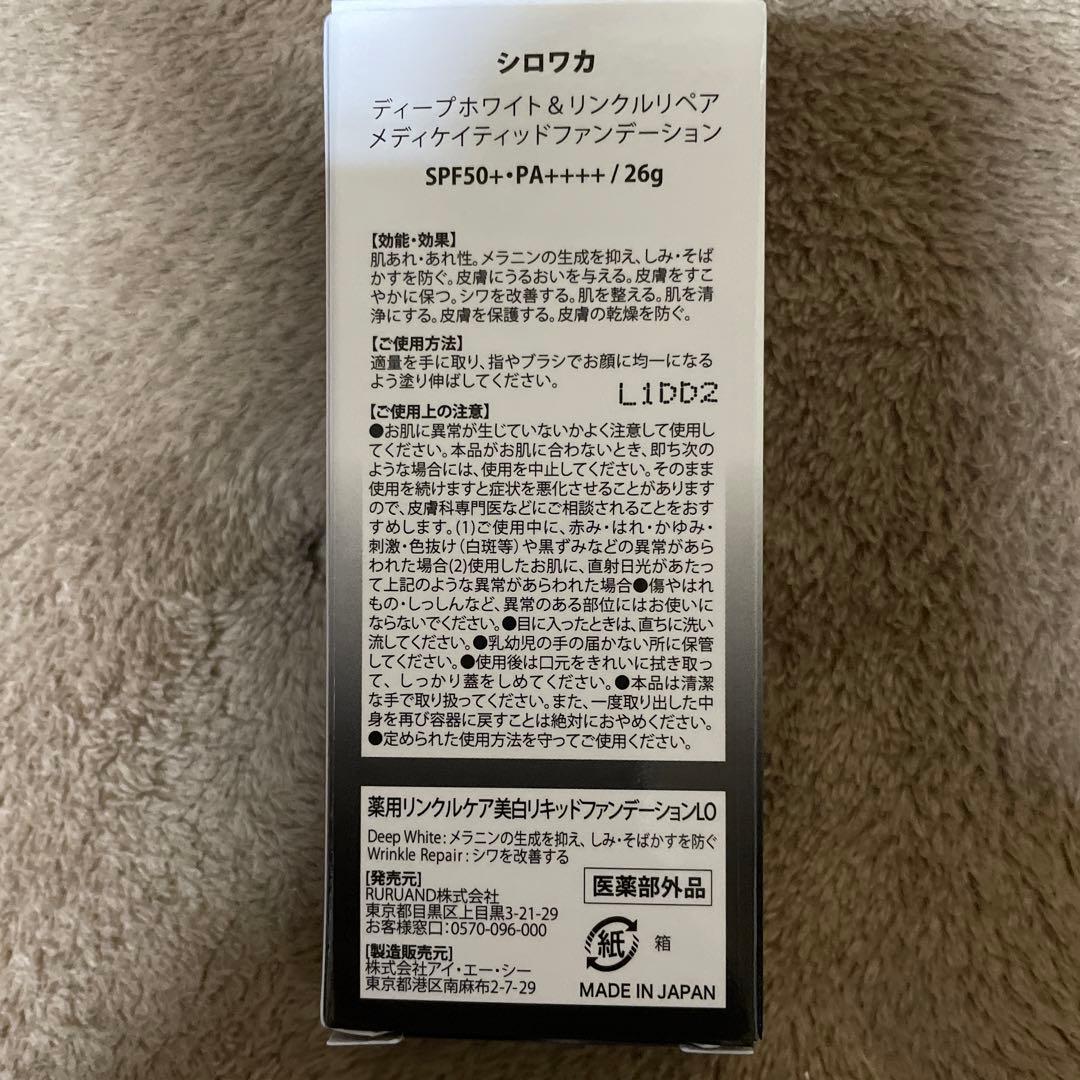 シロワカ
ディープホワイト＆リンクルリペア
メディケイティッドファンデーション
SPF50+・PA++++ / 26g
【効能・効果】
肌あれ・あれ性。メラニンの生成を抑え、しみ・そば
かすを防ぐ。皮膚にうるおいを与える。皮膚をすこ
やかに保つ。シワを改善する。肌を整える。肌を清
浄にする。皮膚を保護する。皮膚の乾燥を防ぐ。
【ご使用方法】
適量を手に取り、指やブラシでお顔に均一になる
よう塗り伸ばしてください。
L1DD2
【ご使用上の注意】
●お肌に異常が生じていないかよく注意して使用し
てください。本品がお肌に合わないとき、即ち次の
ような場合には、使用を中止してください。そのまま
使用を続けますと症状を悪化させることがあります
ので、皮膚科専門医などにご相談されることをおす
すめします。(1)ご使用中に、赤み・はれ・かゆみ・
刺激・色抜け（白斑等）や黒ずみなどの異常があら
われた場合(2)使用したお肌に、直射日光があたっ
て上記のような異常があらわれた場合●傷やはれ
もの・しっしんなど、異常のある部位にはお使いに
ならないでください。●目に入ったときは、直ちに洗い
流してください。●乳幼児の手の届かない所に保管
してください。●使用後は口元をきれいに拭き取っ
て、しっかり蓋をしめてください。●本品は清潔
な手で取り扱ってください。また、一度取り出した中
身を再び容器に戻すことは絶対におやめください。
●定められた使用方法を守ってご使用ください。
薬用リンクルケア美白リキッドファンデーションLO
Deep White：メラニンの生成を抑え、しみ・そばかすを防ぐ
Wrinkle Repair：シワを改善する
[発売元]
RURUAND株式会社
東京都目黒区上目黒3-21-29
お客様窓口：0570-096-000
[製造販売元]
株式会社アイ・エー・シー
東京都港区南麻布2-7-29
医薬部外品
紙 箱
MADE IN JAPAN